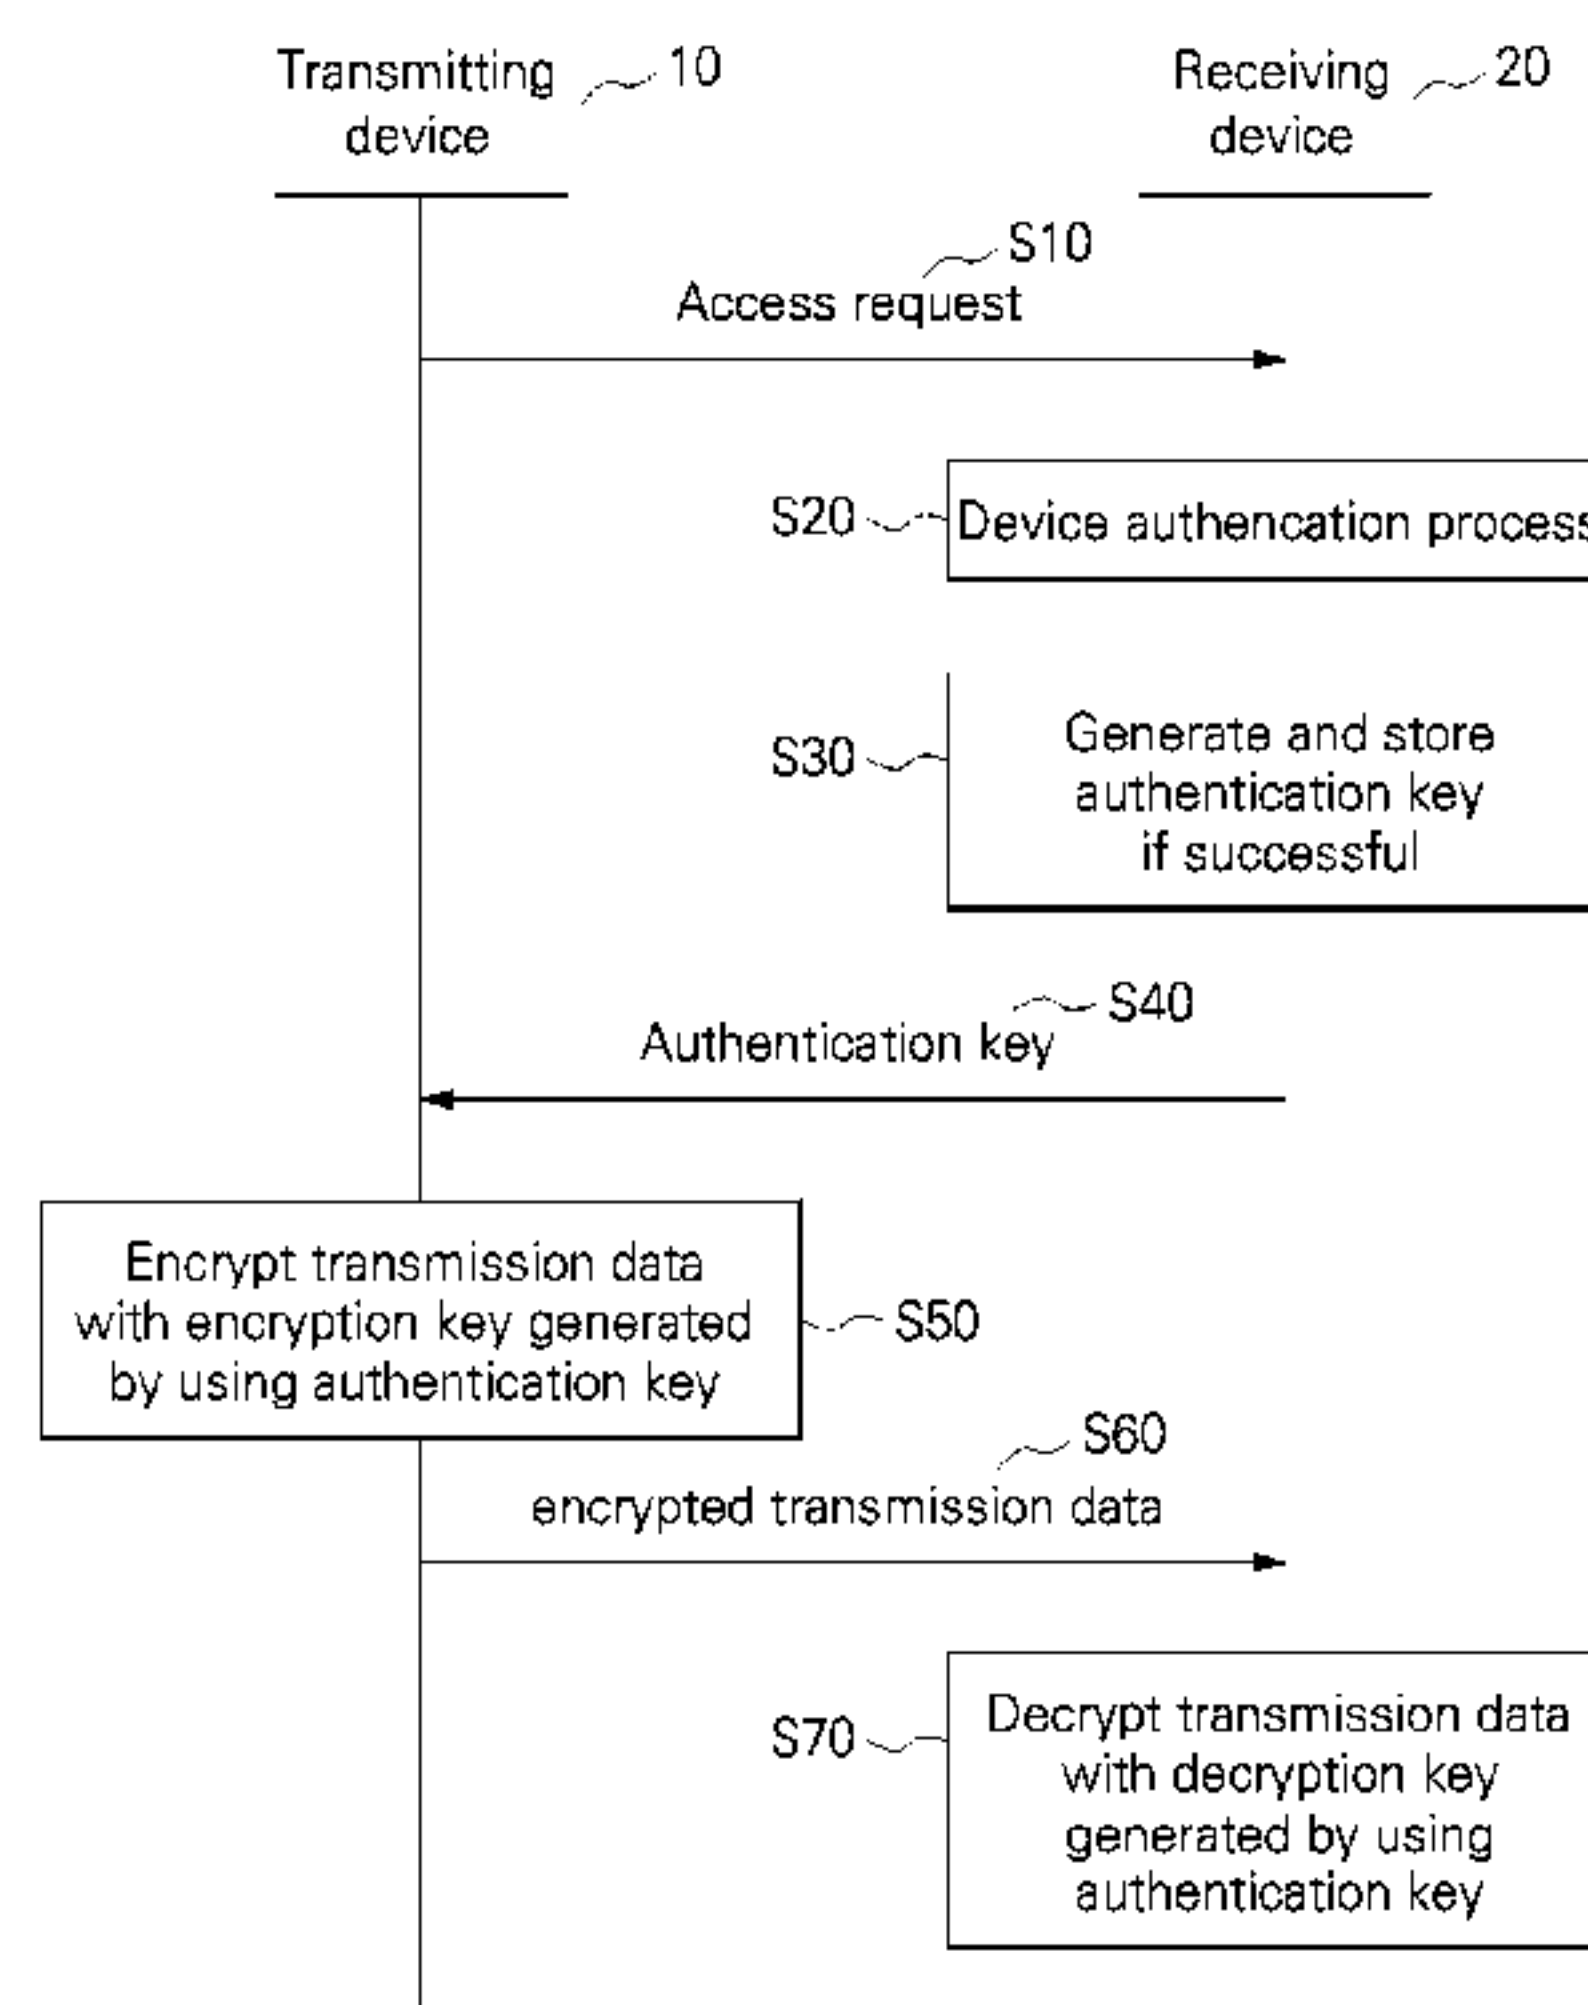 Transmitting 10
device
Receiving 20
device
S10
Access request
S20 Device authencation process
S30
Generate and store
authentication key
if successful
S40
Authentication key
Encrypt transmission data
with encryption key generated
by using authentication key
S50
S60
encrypted transmission data
S70
Decrypt transmission data
with decryption key
generated by using
authentication key